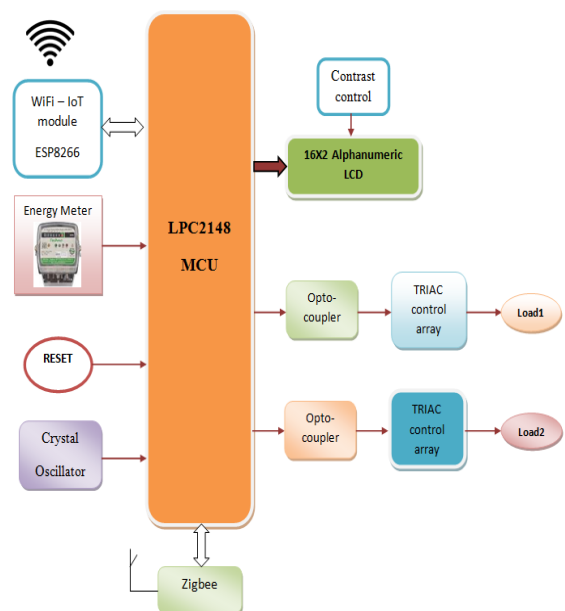 WiFi – IoT
module
ESP8266
Energy Meter
RESET
Crystal
Oscillator
LPC2148
MCU
Contrast
control
16X2 Alphanumeric
LCD
Opto-
coupler
TRIAC
control
array
Load1
Opto-
coupler
TRIAC
control
array
Load2
Zigbee